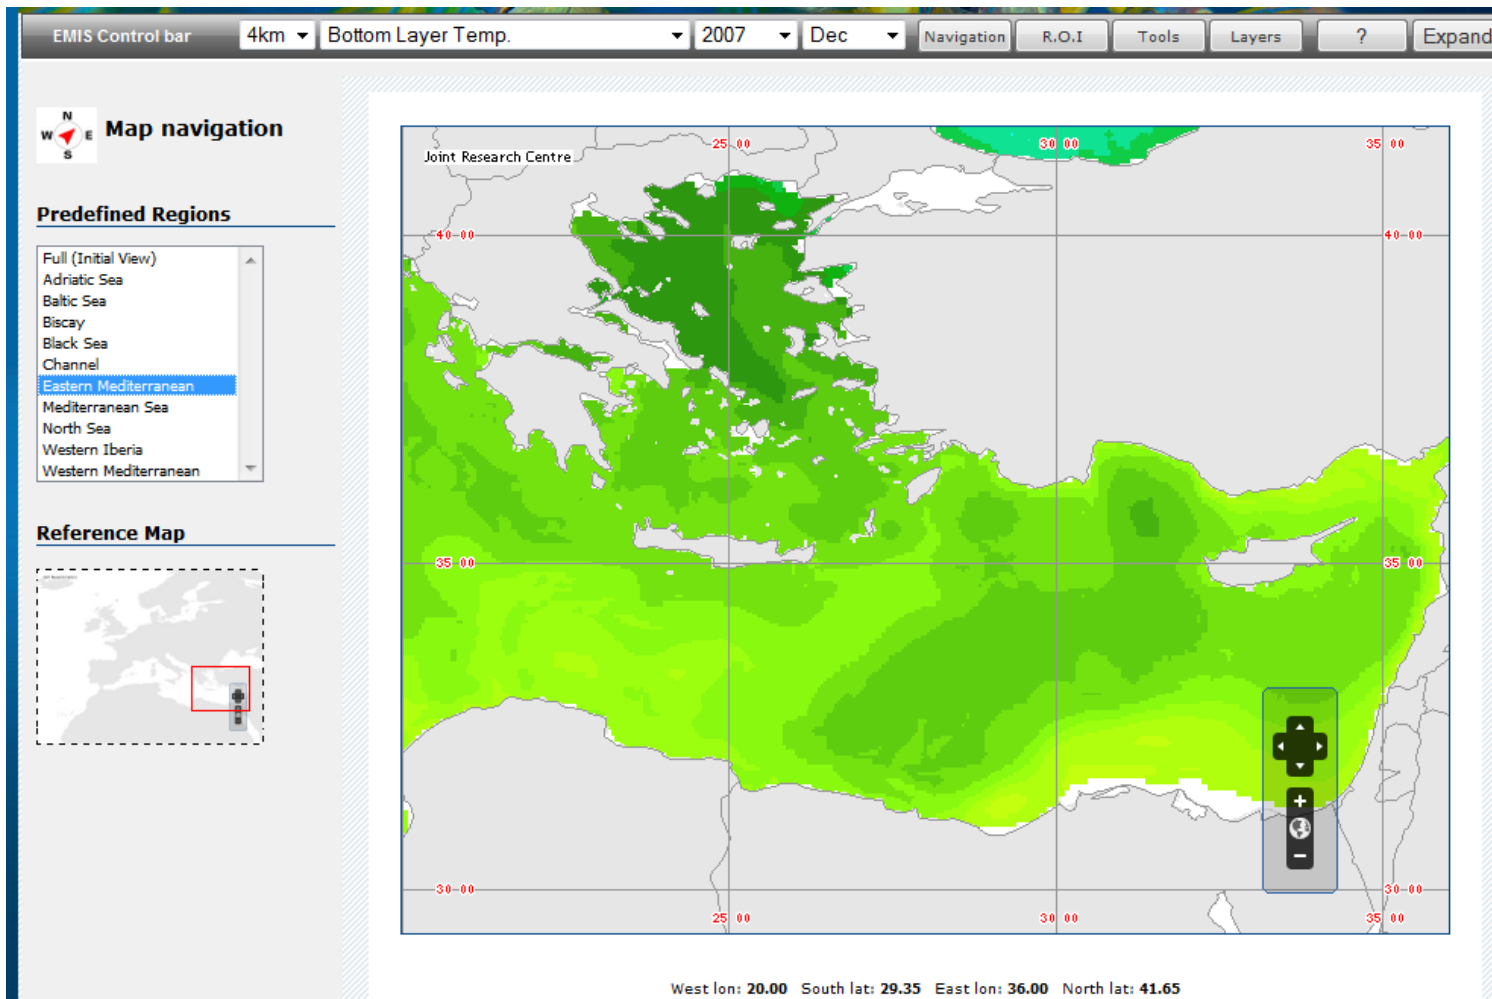 EMIS Control bar 4km Bottom Layer Temp. 2007 Dec Navigation R.O.I Tools Layers ? Expand
N
W E
S
Map navigation
Predefined Regions
Full (Initial View)
Adriatic Sea
Baltic Sea
Biscay
Black Sea
Channel
Eastern Mediterranean
Mediterranean Sea
North Sea
Western Iberia
Western Mediterranean
Reference Map
Joint Research Centre
25 00 30 00 35 00
40 00 40 00
35 00 35 00
30 00 30 00
25 00 30 00 35 00
West lon: 20.00 South lat: 29.35 East lon: 36.00 North lat: 41.65